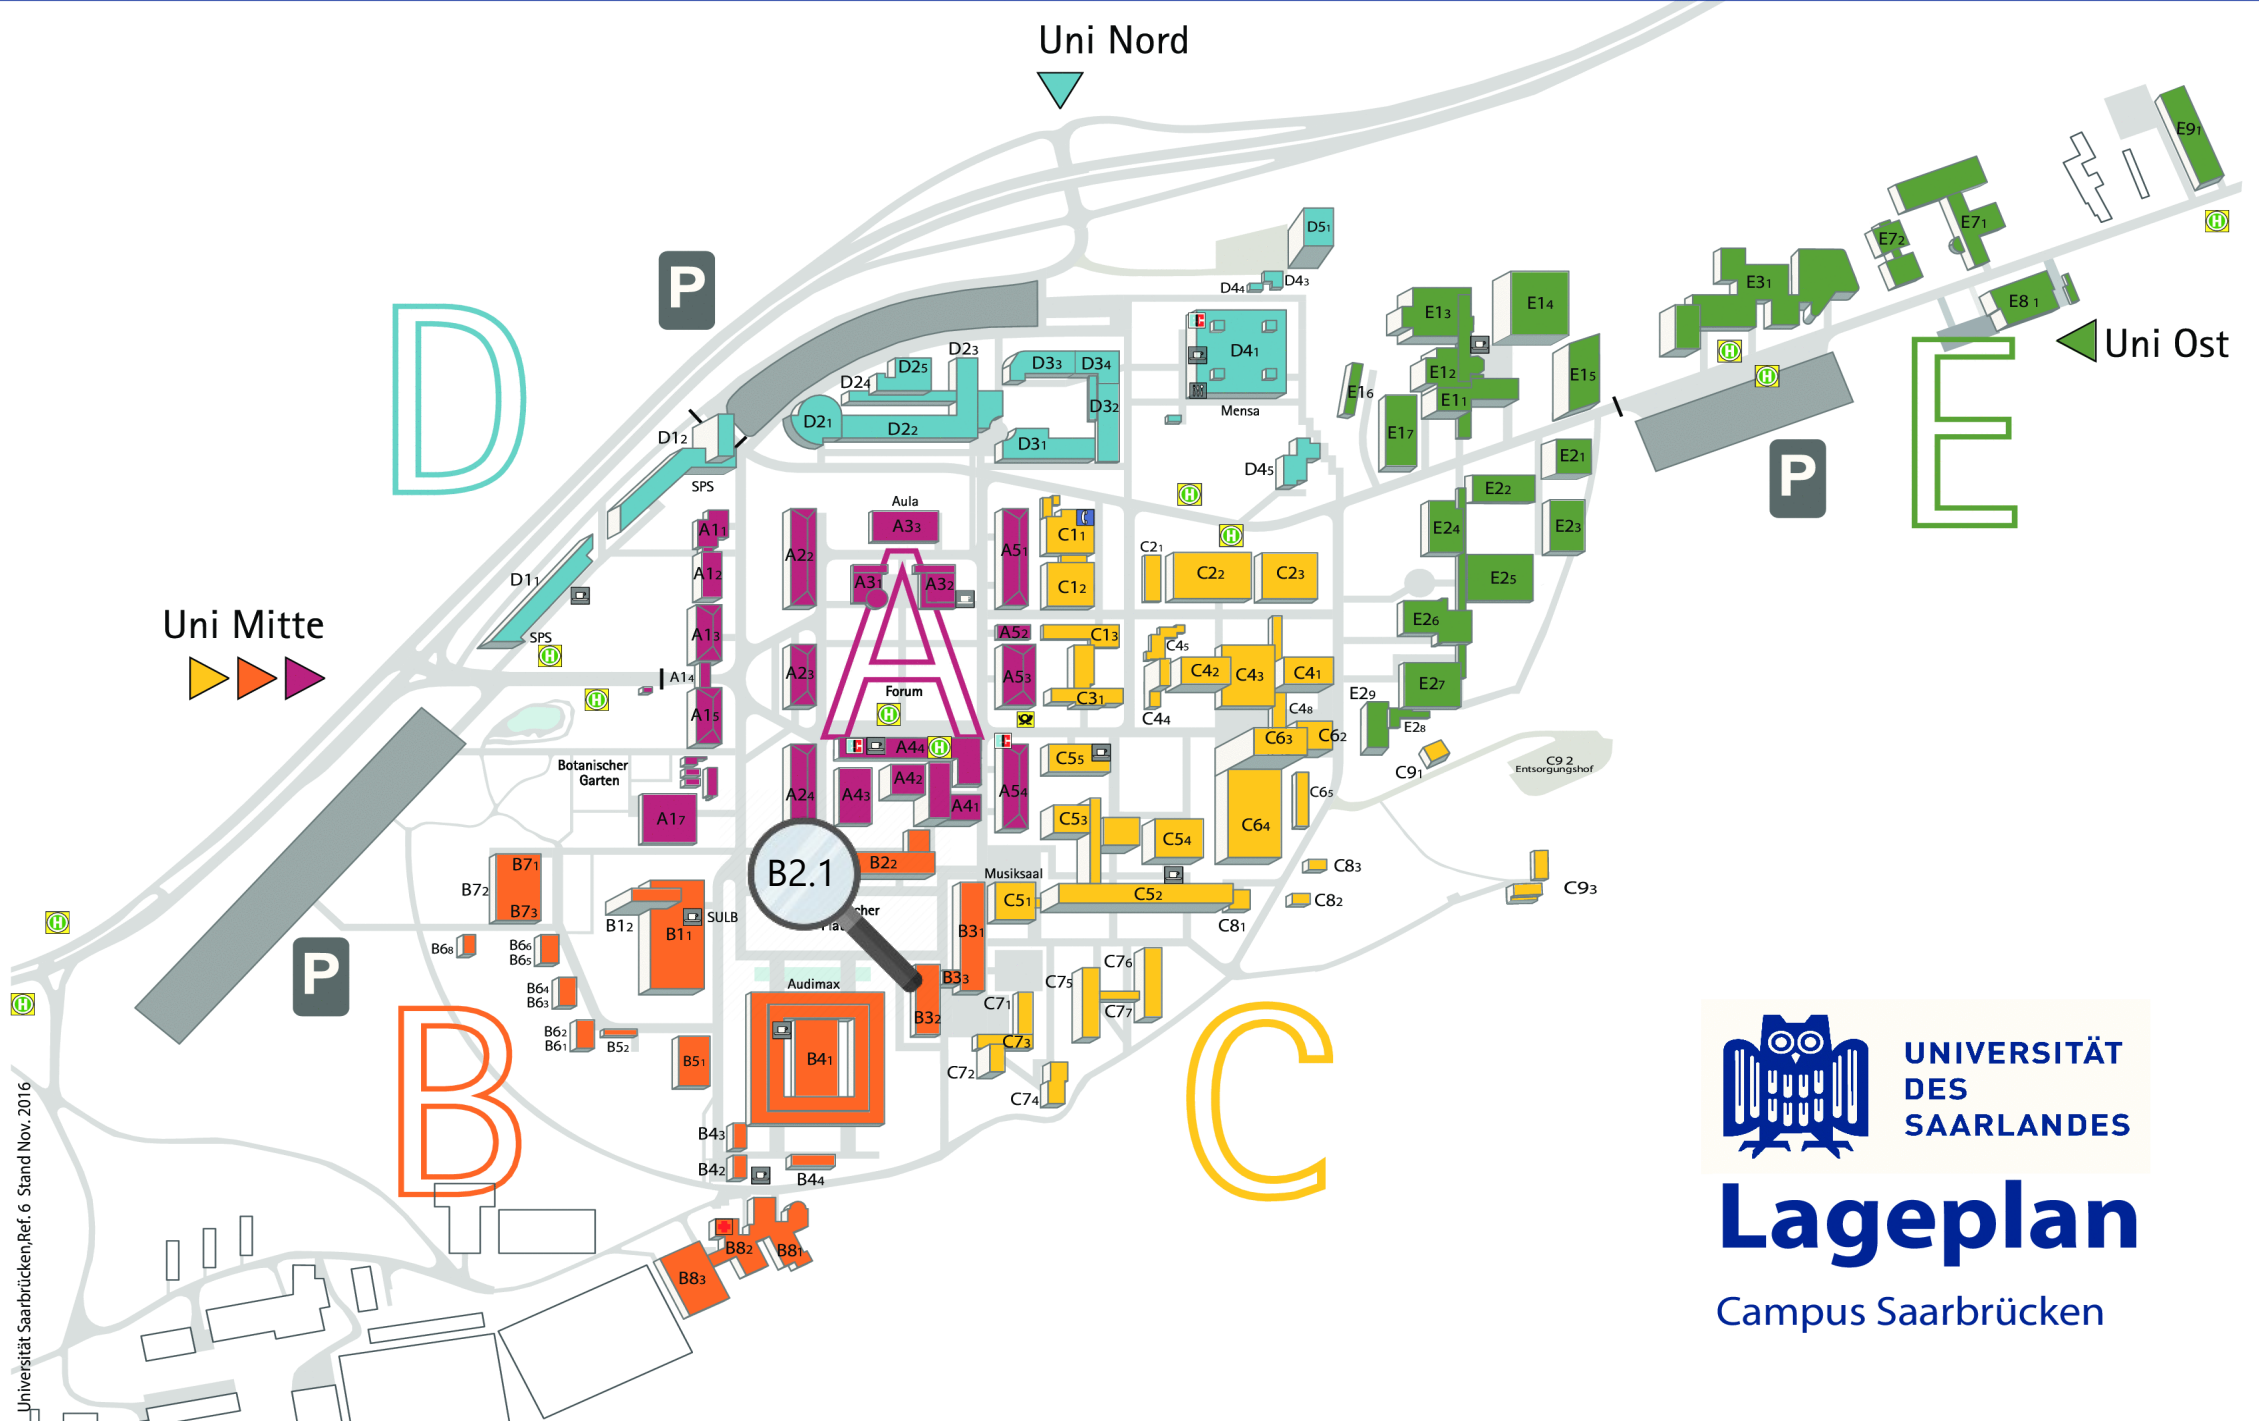 Uni Nord
E91
E71
E72
D51
D43
D44
E31
E8 1
P
E13
E14
Uni Ost
D
D41
D23
D25
D24
D33
D34
E12
E15
E16
E11
D32
Mensa
D21
D22
D31
E17
D12
D45
E21
P
SPS
E22
E
Aula
A11
A33
A22
A51
C11
C21
E24
E23
A12
A31
A32
C12
C22
C23
E25
D11
Uni Mitte
SPS
A13
A52
C13
C45
E26
A14
A23
A
A53
C42
C43
C41
E27
Forum
C31
C44
C48
E29
E28
A15
A44
C63
C62
C55
C91
C9 2
Entsorgungshof
Botanischer
Garten
A24
A43
A42
A41
A54
C65
A17
C53
C54
C64
B71
B72
B73
B2.1
B22
Musiksaal
C83
C93
SULB
B12
B11
cher
B31
C51
C52
C82
C81
B68
B66
B65
P
B64
B63
B33
C76
C75
C77
Audimax
B32
C71
B62
B61
B52
B51
B41
C73
C72
C74
B
C
B43
B42
B44
B82
B81
B83
UNIVERSITÄT
DES
SAARLANDES
Lageplan
Campus Saarbrücken
Universität Saarbrücken,Ref. 6 Stand Nov. 2016